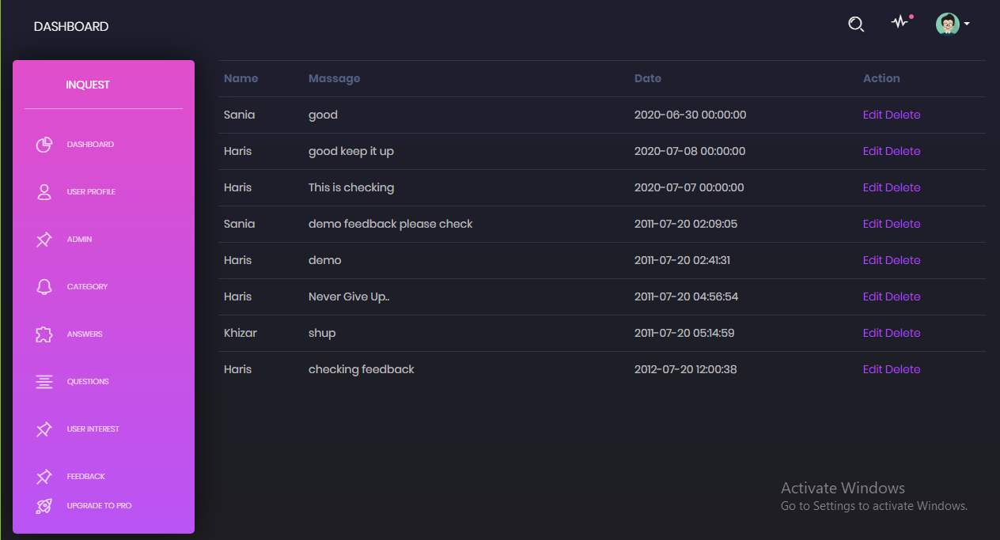 DASHBOARD
INQUEST
DASHBOARD
USER PROFILE
ADMIN
CATEGORY
ANSWERS
QUESTIONS
USER INTEREST
FEEDBACK
UPGRADE TO PRO
Name Massage Date Action
Sania good 2020-06-30 00:00:00 Edit Delete
Haris good keep it up 2020-07-08 00:00:00 Edit Delete
Haris This is checking 2020-07-07 00:00:00 Edit Delete
Sania demo feedback please check 2011-07-20 02:09:05 Edit Delete
Haris demo 2011-07-20 02:41:31 Edit Delete
Haris Never Give Up.. 2011-07-20 04:56:54 Edit Delete
Khizar shup 2011-07-20 05:14:59 Edit Delete
Haris checking feedback 2012-07-20 12:00:38 Edit Delete
Activate Windows
Go to Settings to activate Windows.